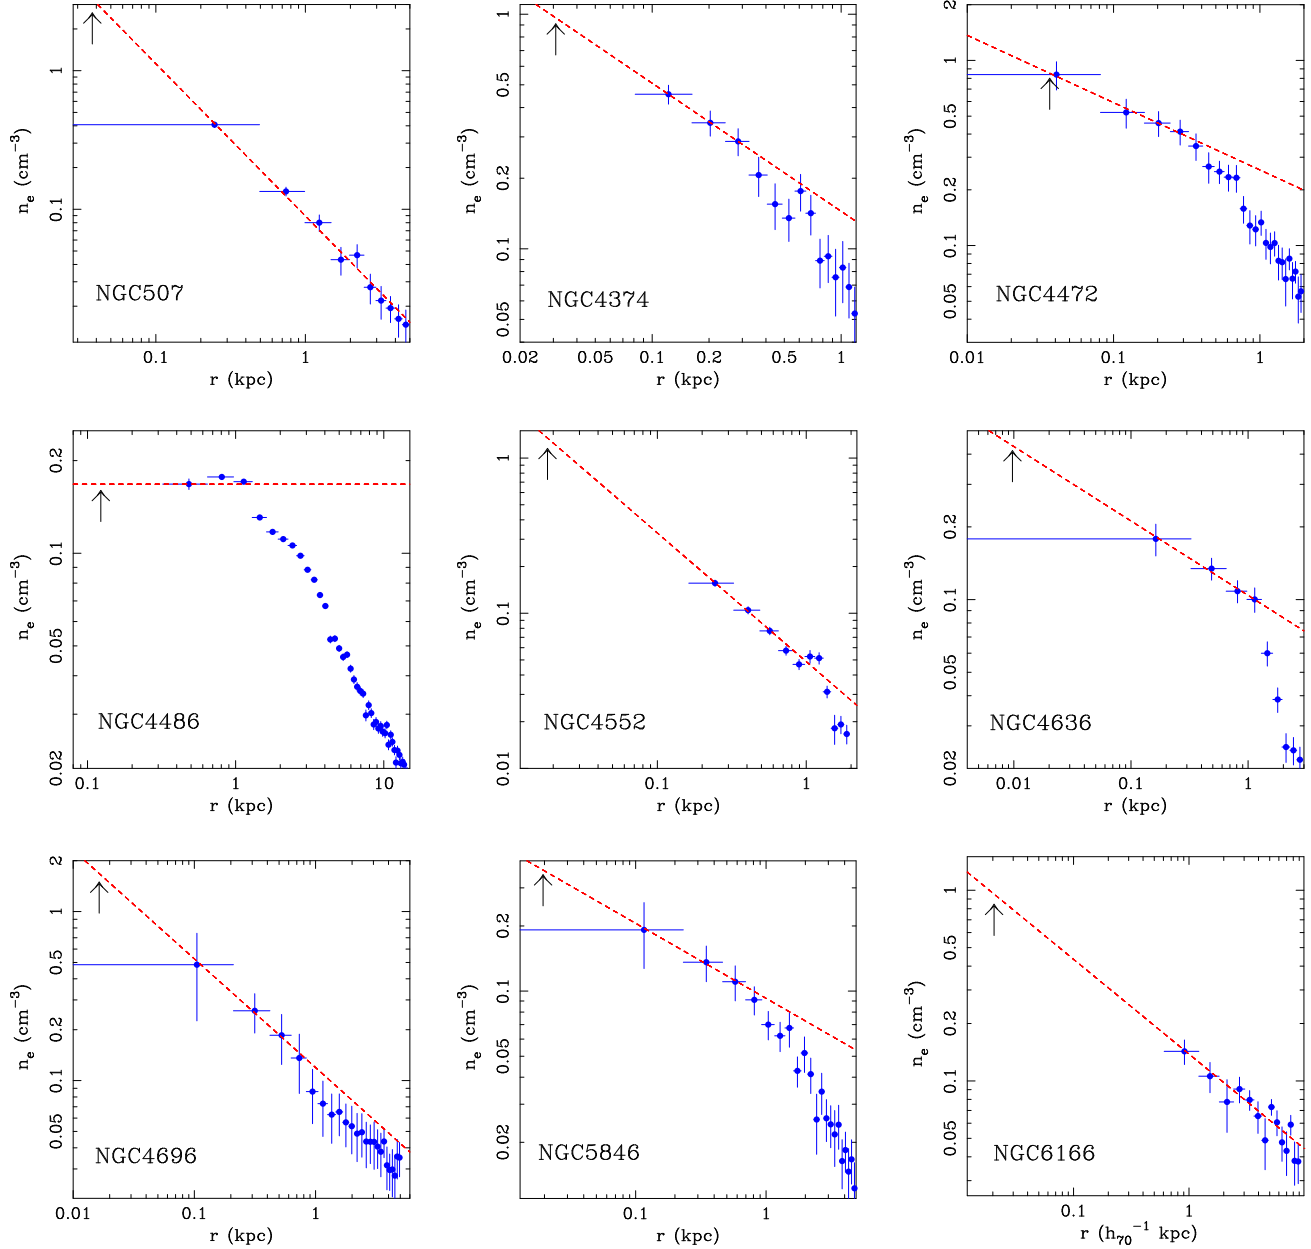 n_e (cm^-3)
1
0.1
NGC507
0.1 1
r (kpc)
n_e (cm^-3)
1
0.5
0.2
0.1
0.05
NGC4374
0.02 0.05 0.1 0.2 0.5 1
r (kpc)
n_e (cm^-3)
2
1
0.5
0.2
0.1
0.05
NGC4472
0.01 0.1 1
r (kpc)
n_e (cm^-3)
0.2
0.1
0.05
0.02
NGC4486
0.1 1 10
r (kpc)
n_e (cm^-3)
1
0.1
0.01
NGC4552
0.1 1
r (kpc)
n_e (cm^-3)
0.2
0.1
0.05
0.02
NGC4636
0.01 0.1 1
r (kpc)
n_e (cm^-3)
2
1
0.5
0.2
0.1
0.05
NGC4696
0.01 0.1 1
r (kpc)
n_e (cm^-3)
0.2
0.1
0.05
0.02
NGC5846
0.1 1
r (kpc)
n_e (cm^-3)
1
0.5
0.2
0.1
0.05
NGC6166
0.1 1
r (h_70^-1 kpc)